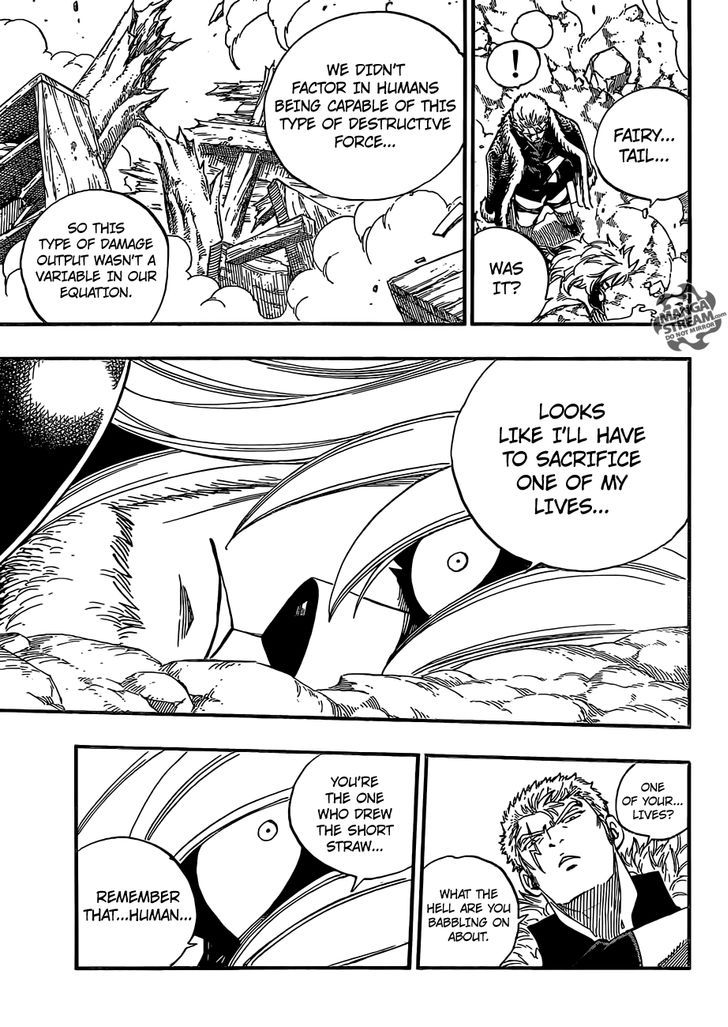 !
FAIRY...
TAIL...
WAS
IT?
WE DIDN'T
FACTOR IN HUMANS
BEING CAPABLE OF THIS
TYPE OF DESTRUCTIVE
FORCE...
SO THIS
TYPE OF DAMAGE
OUTPUT WASN'T A
VARIABLE IN OUR
EQUATION.
MANGA
STREAM.com
DO NOT MIRROR
LOOKS
LIKE I'LL HAVE
TO SACRIFICE
ONE OF MY
LIVES...
ONE
OF YOUR...
LIVES?
WHAT
THE HELL ARE YOU
BABBLING ON
ABOUT.
YOU'RE
THE ONE
WHO DREW
THE SHORT
STRAW...
REMEMBER
THAT...HUMAN...